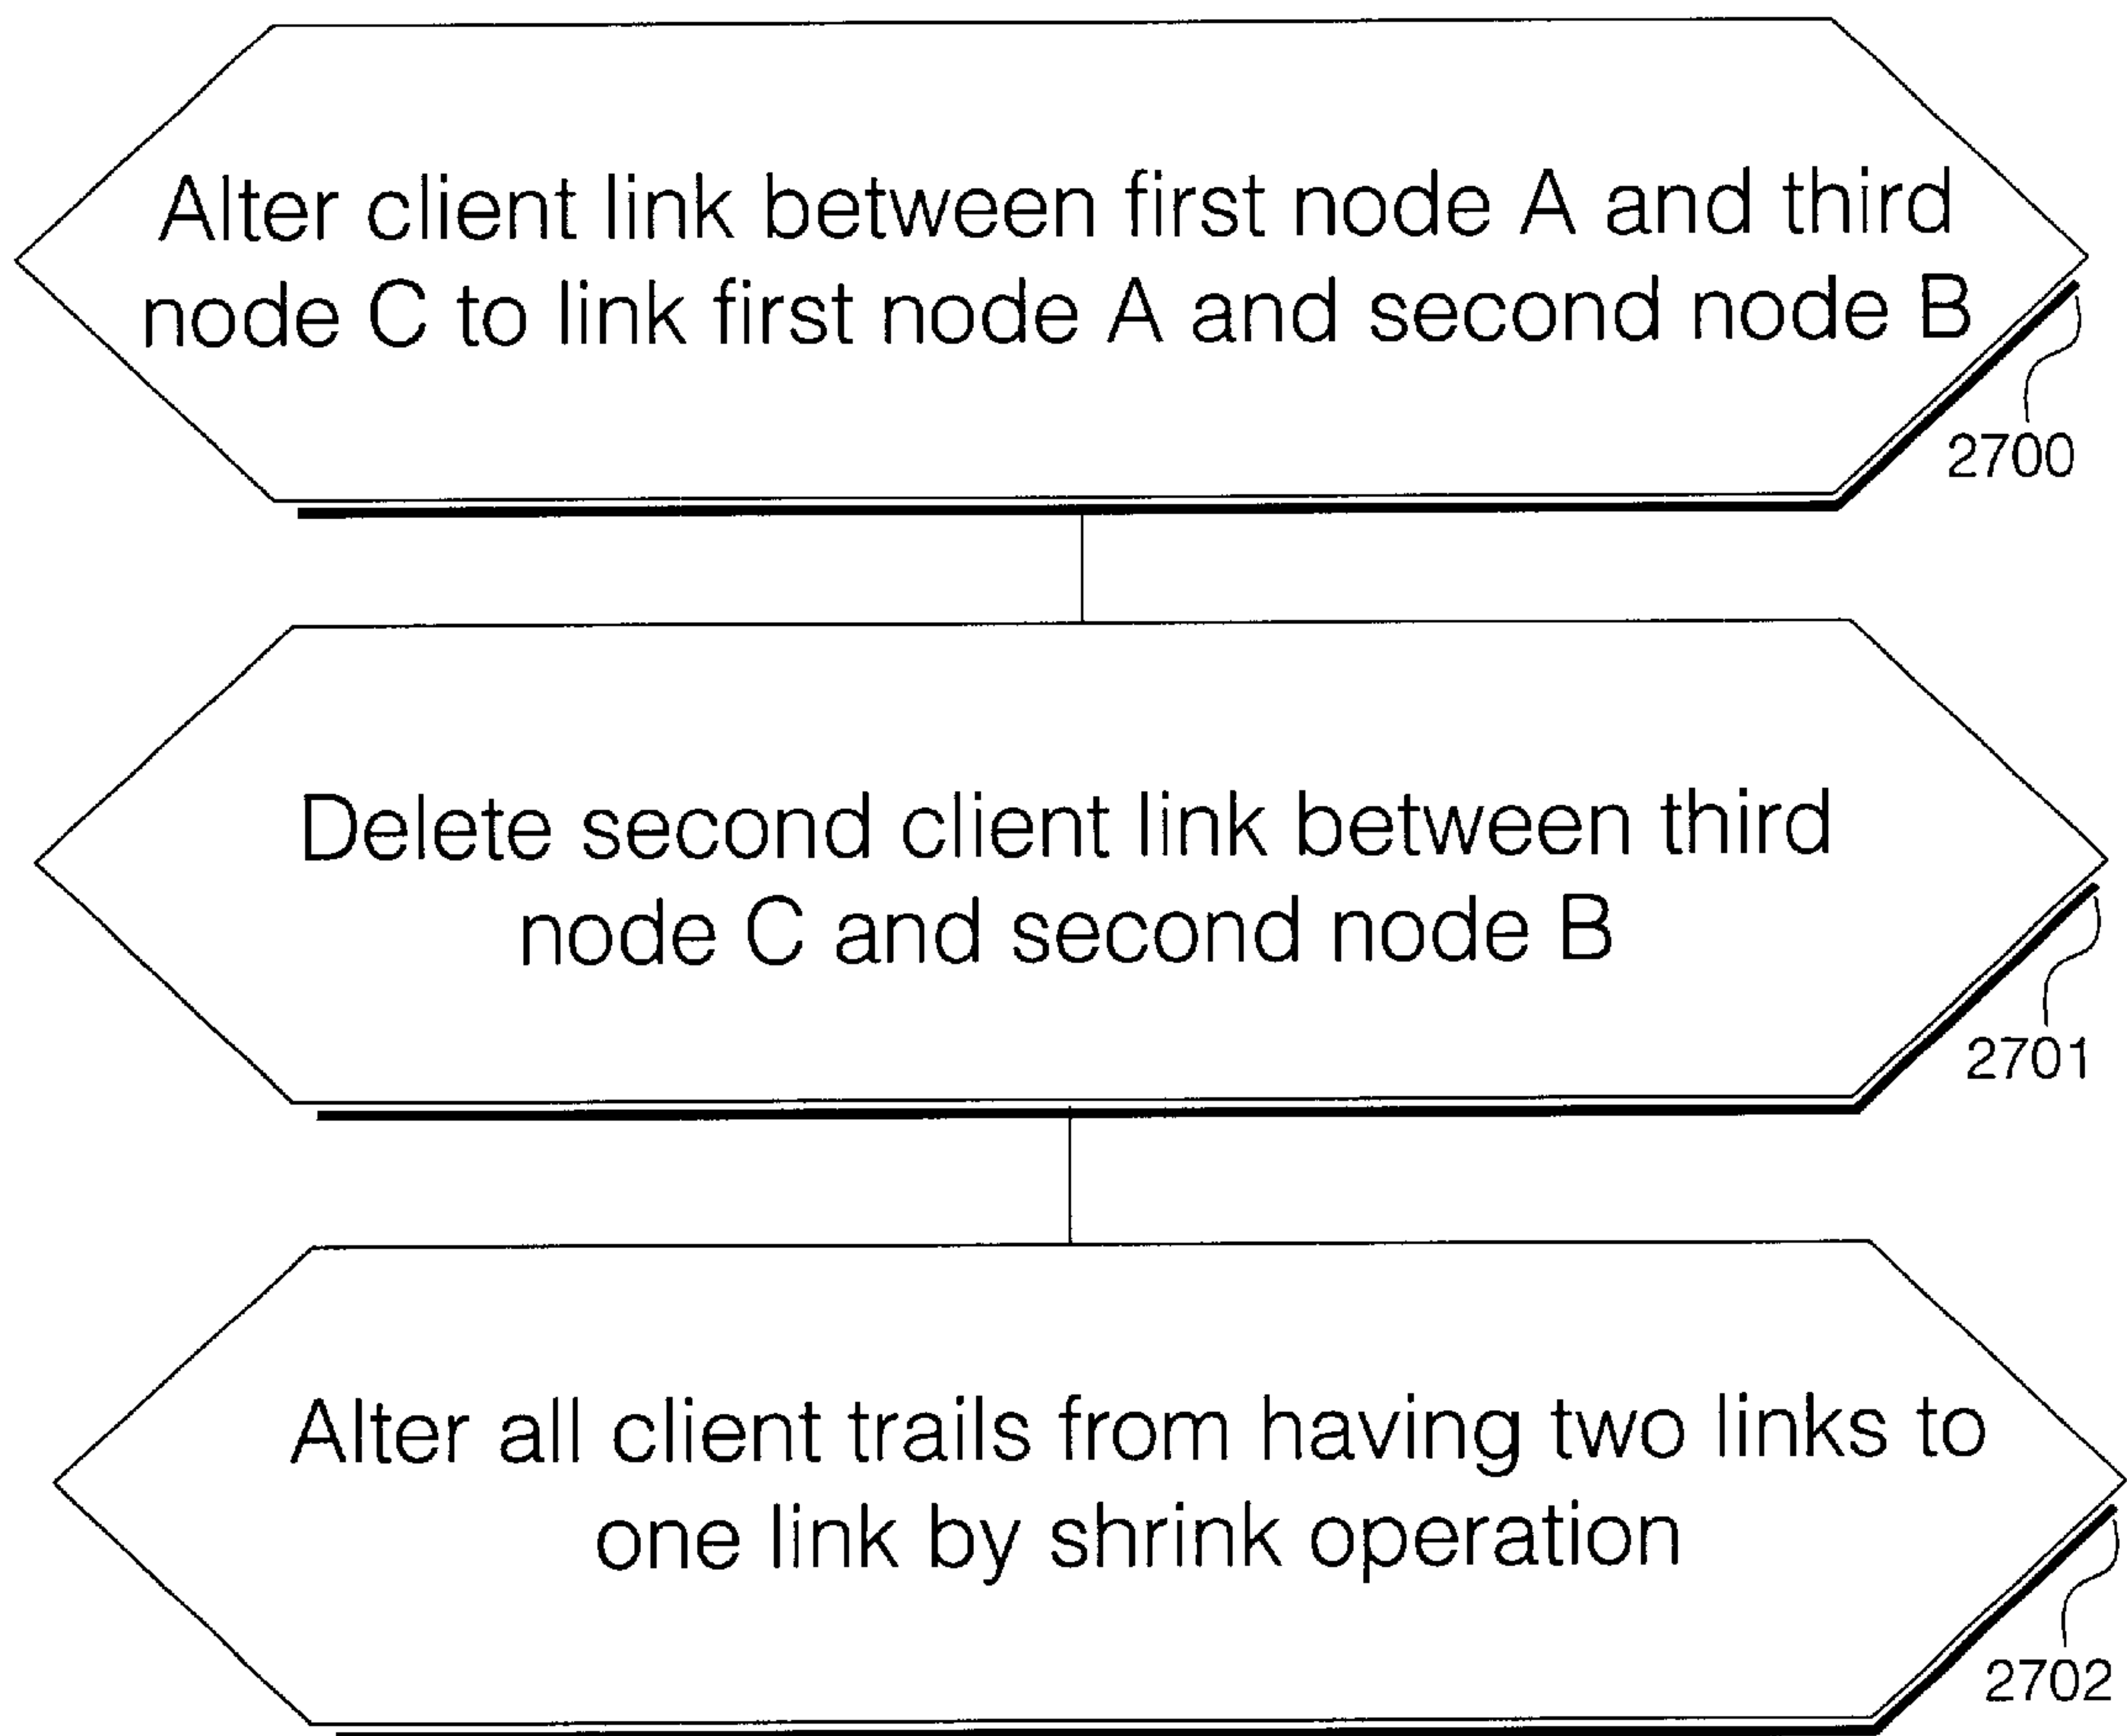 Alter client link between first node A and third
node C to link first node A and second node B
2700
Delete second client link between third
node C and second node B
2701
Alter all client trails from having two links to
one link by shrink operation
2702